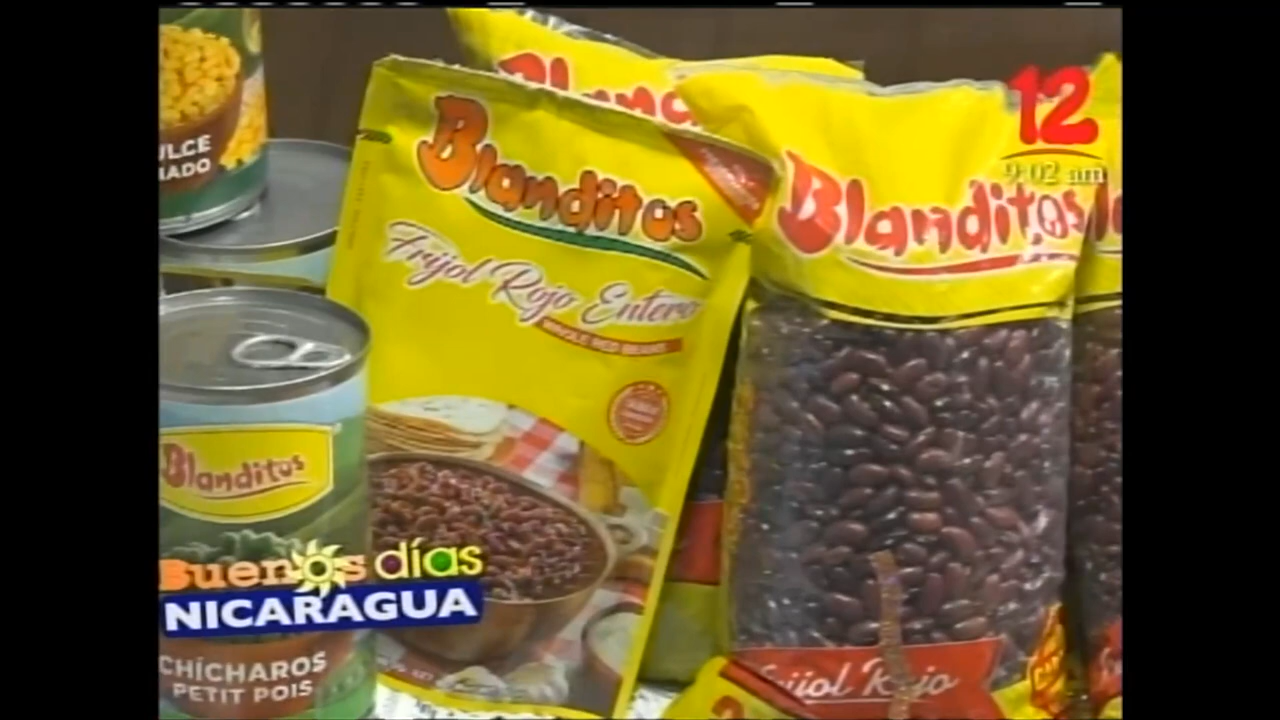 ULCE
Blanditos
12
9:02 am
Blanditos
Blanditos
Frijol Rojo Entero
WHOLE RED BEANS
Blanditos
Buenos días
NICARAGUA
CHÍCHAROS
PETIT POIS
Frijol Rojo